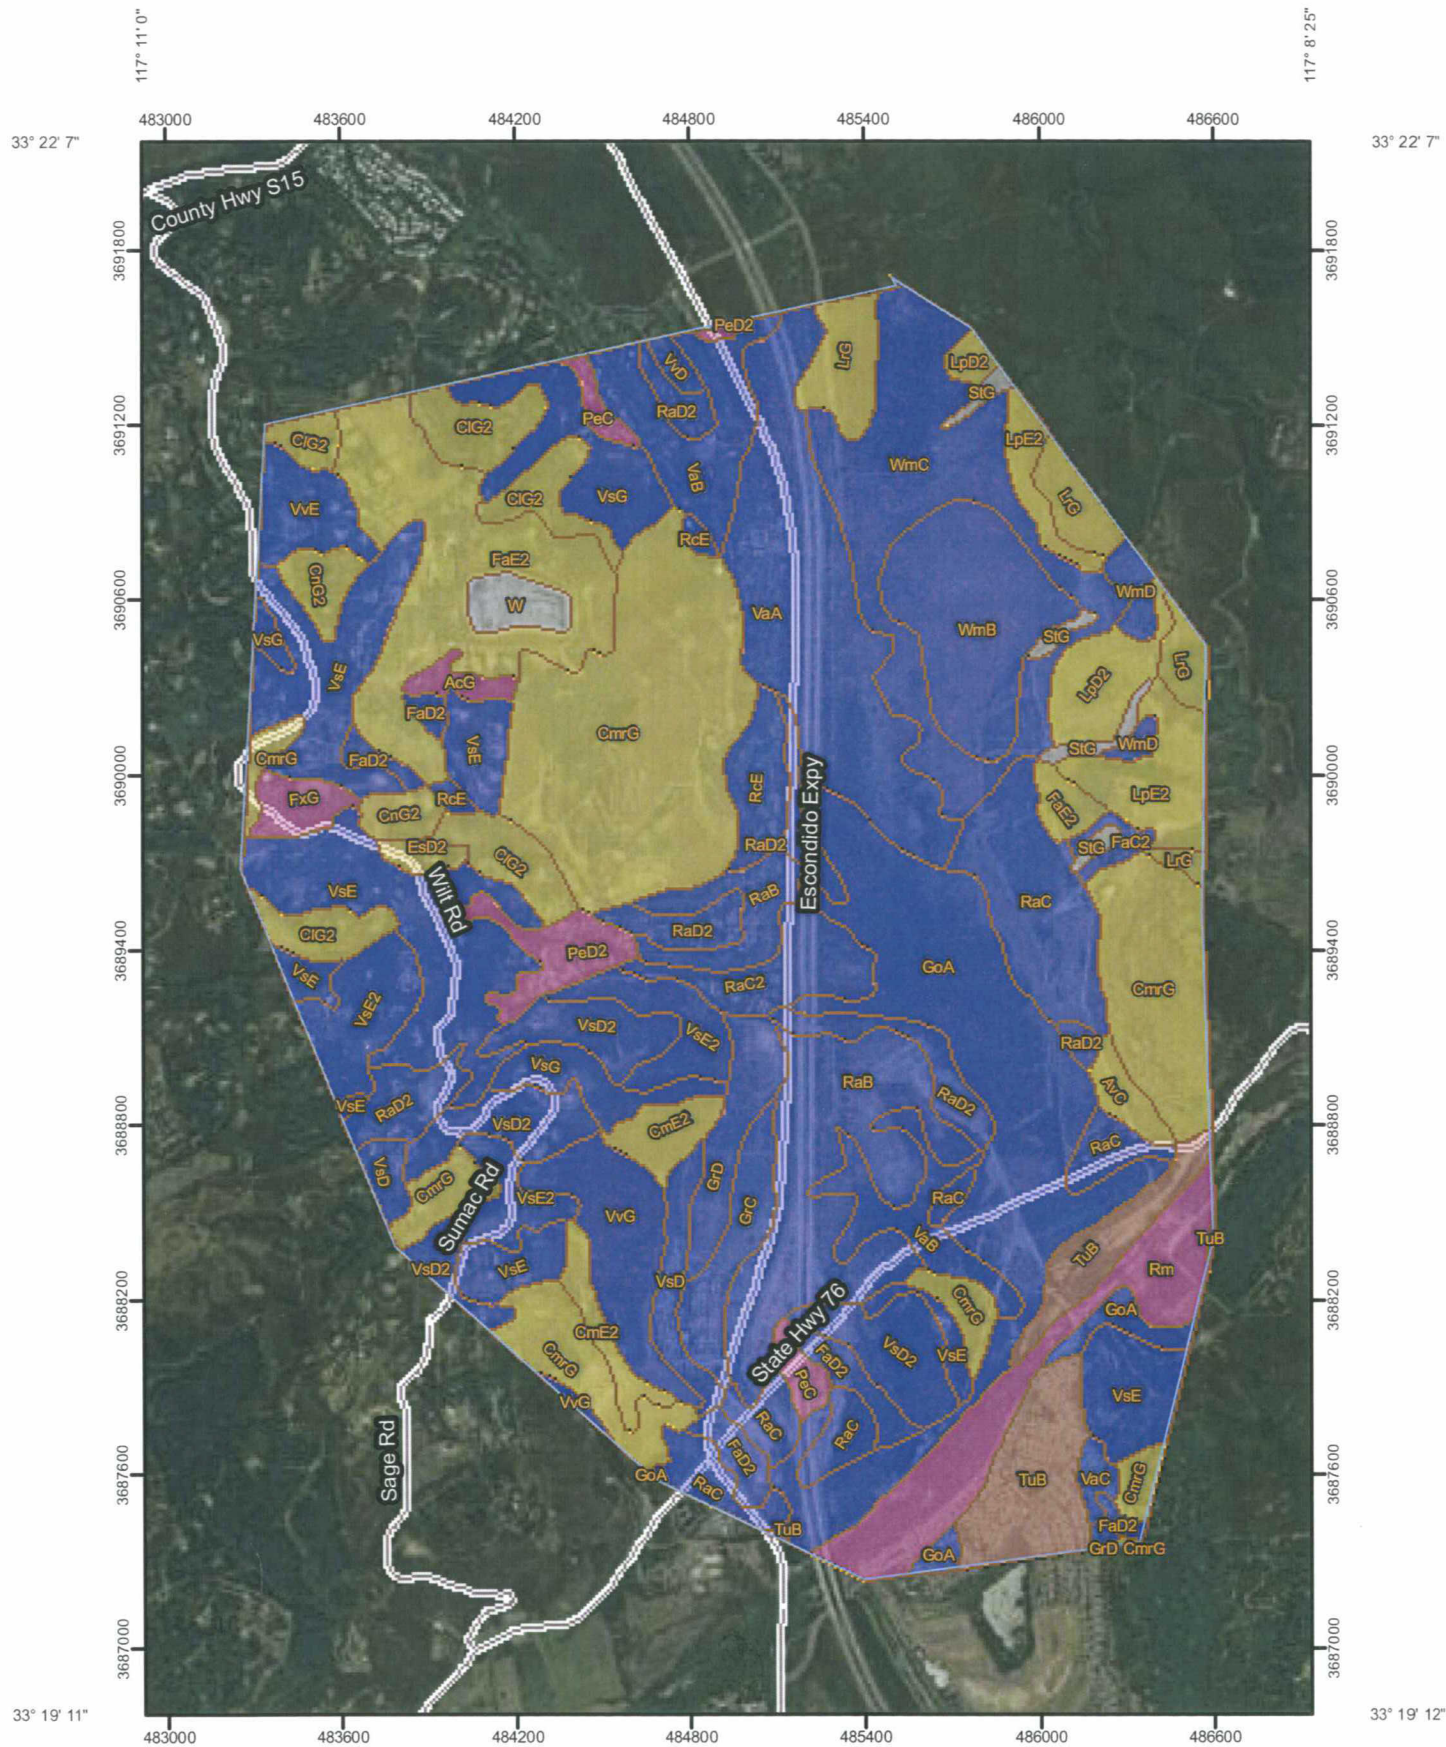 117° 11' 0"
117° 8' 25"
483000
483600
484200
484800
485400
486000
486600
33° 22' 7"
33° 22' 7"
County Hwy S15
3691800
3691800
PeD2
VvD
LrG
LpD2
StG
3691200
3691200
ClG2
ClG2
PeC
RaD2
LpE2
WmC
VvE
ClG2
VsG
VaB
LrG
RcE
FaE2
CnG2
3690600
3690600
W
VaA
WmB
WmD
StG
VsG
VsE
LrG
AcG
LpD2
FaD2
CmrG
VsE
StG
WmD
CmrG
FaD2
3690000
3690000
FxG
RcE
RcE
LpE2
CnG2
FaE2
Escondido Expy
EsD2
RaD2
StG
FaC2
ClG2
LrG
Wilt Rd
VsE
RaB
RaC
ClG2
RaD2
3689400
3689400
PeD2
GoA
VsE
RaC2
CmrG
VsE2
VsD2
VsE2
RaD2
VsG
RaB
AvC
VsE
RaD2
RaD2
3688800
3688800
VsD2
CmE2
RaC
VsD
CmrG
GrD
Sumac Rd
VsE2
GrC
RaC
VvG
VaB
TuB
TuB
VsD2
VsE
VsD
Rm
3688200
3688200
State Hwy 76
CmrG
GoA
CmE2
CmrG
FaD2
VsD2
VsE
PeC
VvG
VsE
RaC
RaC
Sage Rd
FaD2
GoA
RaC
TuB
VaC
CmrG
3687600
3687600
TuB
FaD2
GoA
GrD
CmrG
3687000
3687000
33° 19' 11"
33° 19' 12"
483000
483600
484200
484800
485400
486000
486600